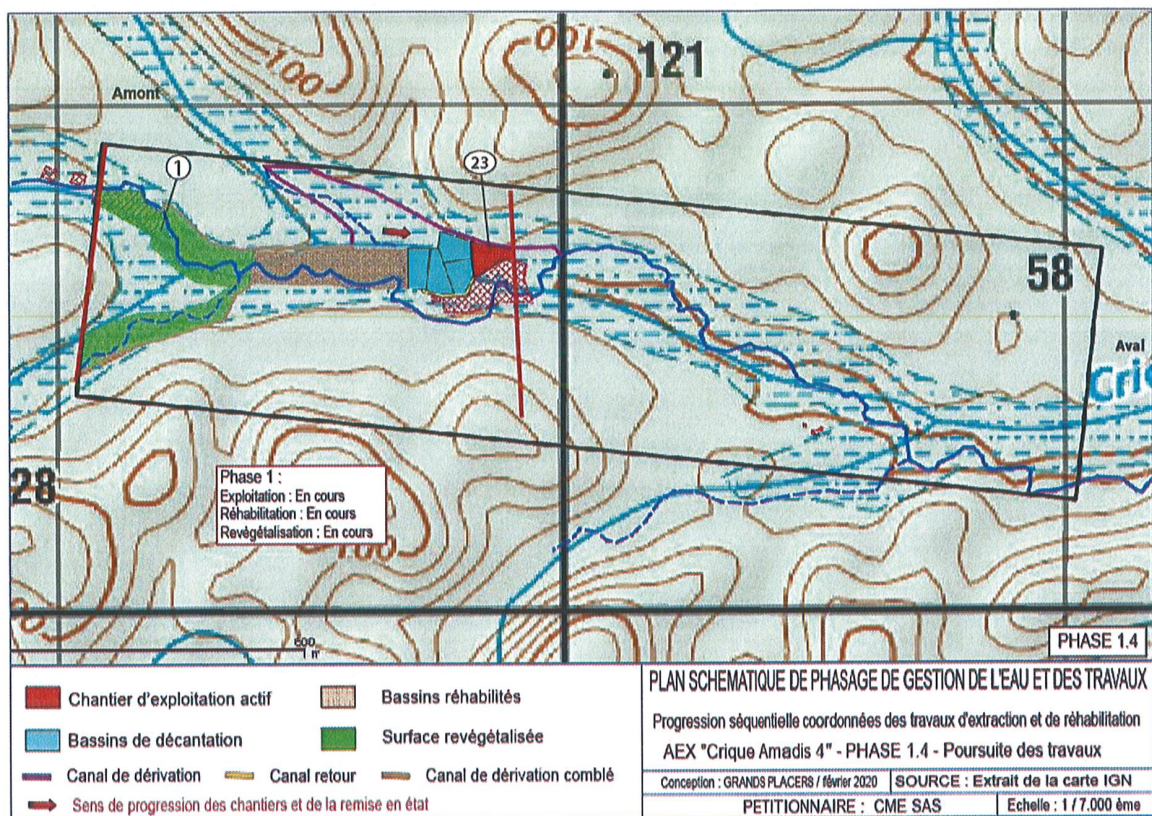 100
121
Amont
100
1
23
58
Aval
Cri
28
Phase 1 :
Exploitation : En cours
Réhabilitation : En cours
Revégétalisation : En cours
100
600
PHASE 1.4
Chantier d'exploitation actif
Bassins réhabilités
Bassins de décantation
Surface revégétalisée
Canal de dérivation
Canal retour
Canal de dérivation comblé
Sens de progression des chantiers et de la remise en état
PLAN SCHEMATIQUE DE PHASAGE DE GESTION DE L'EAU ET DES TRAVAUX
Progression séquentielle coordonnées des travaux d'extraction et de réhabilitation
AEX "Crique Amadis 4" - PHASE 1.4 - Poursuite des travaux
Conception : GRANDS PLACERS / février 2020
SOURCE : Extrait de la carte IGN
PETITIONNAIRE : CME SAS
Echelle : 1 / 7.000 ème